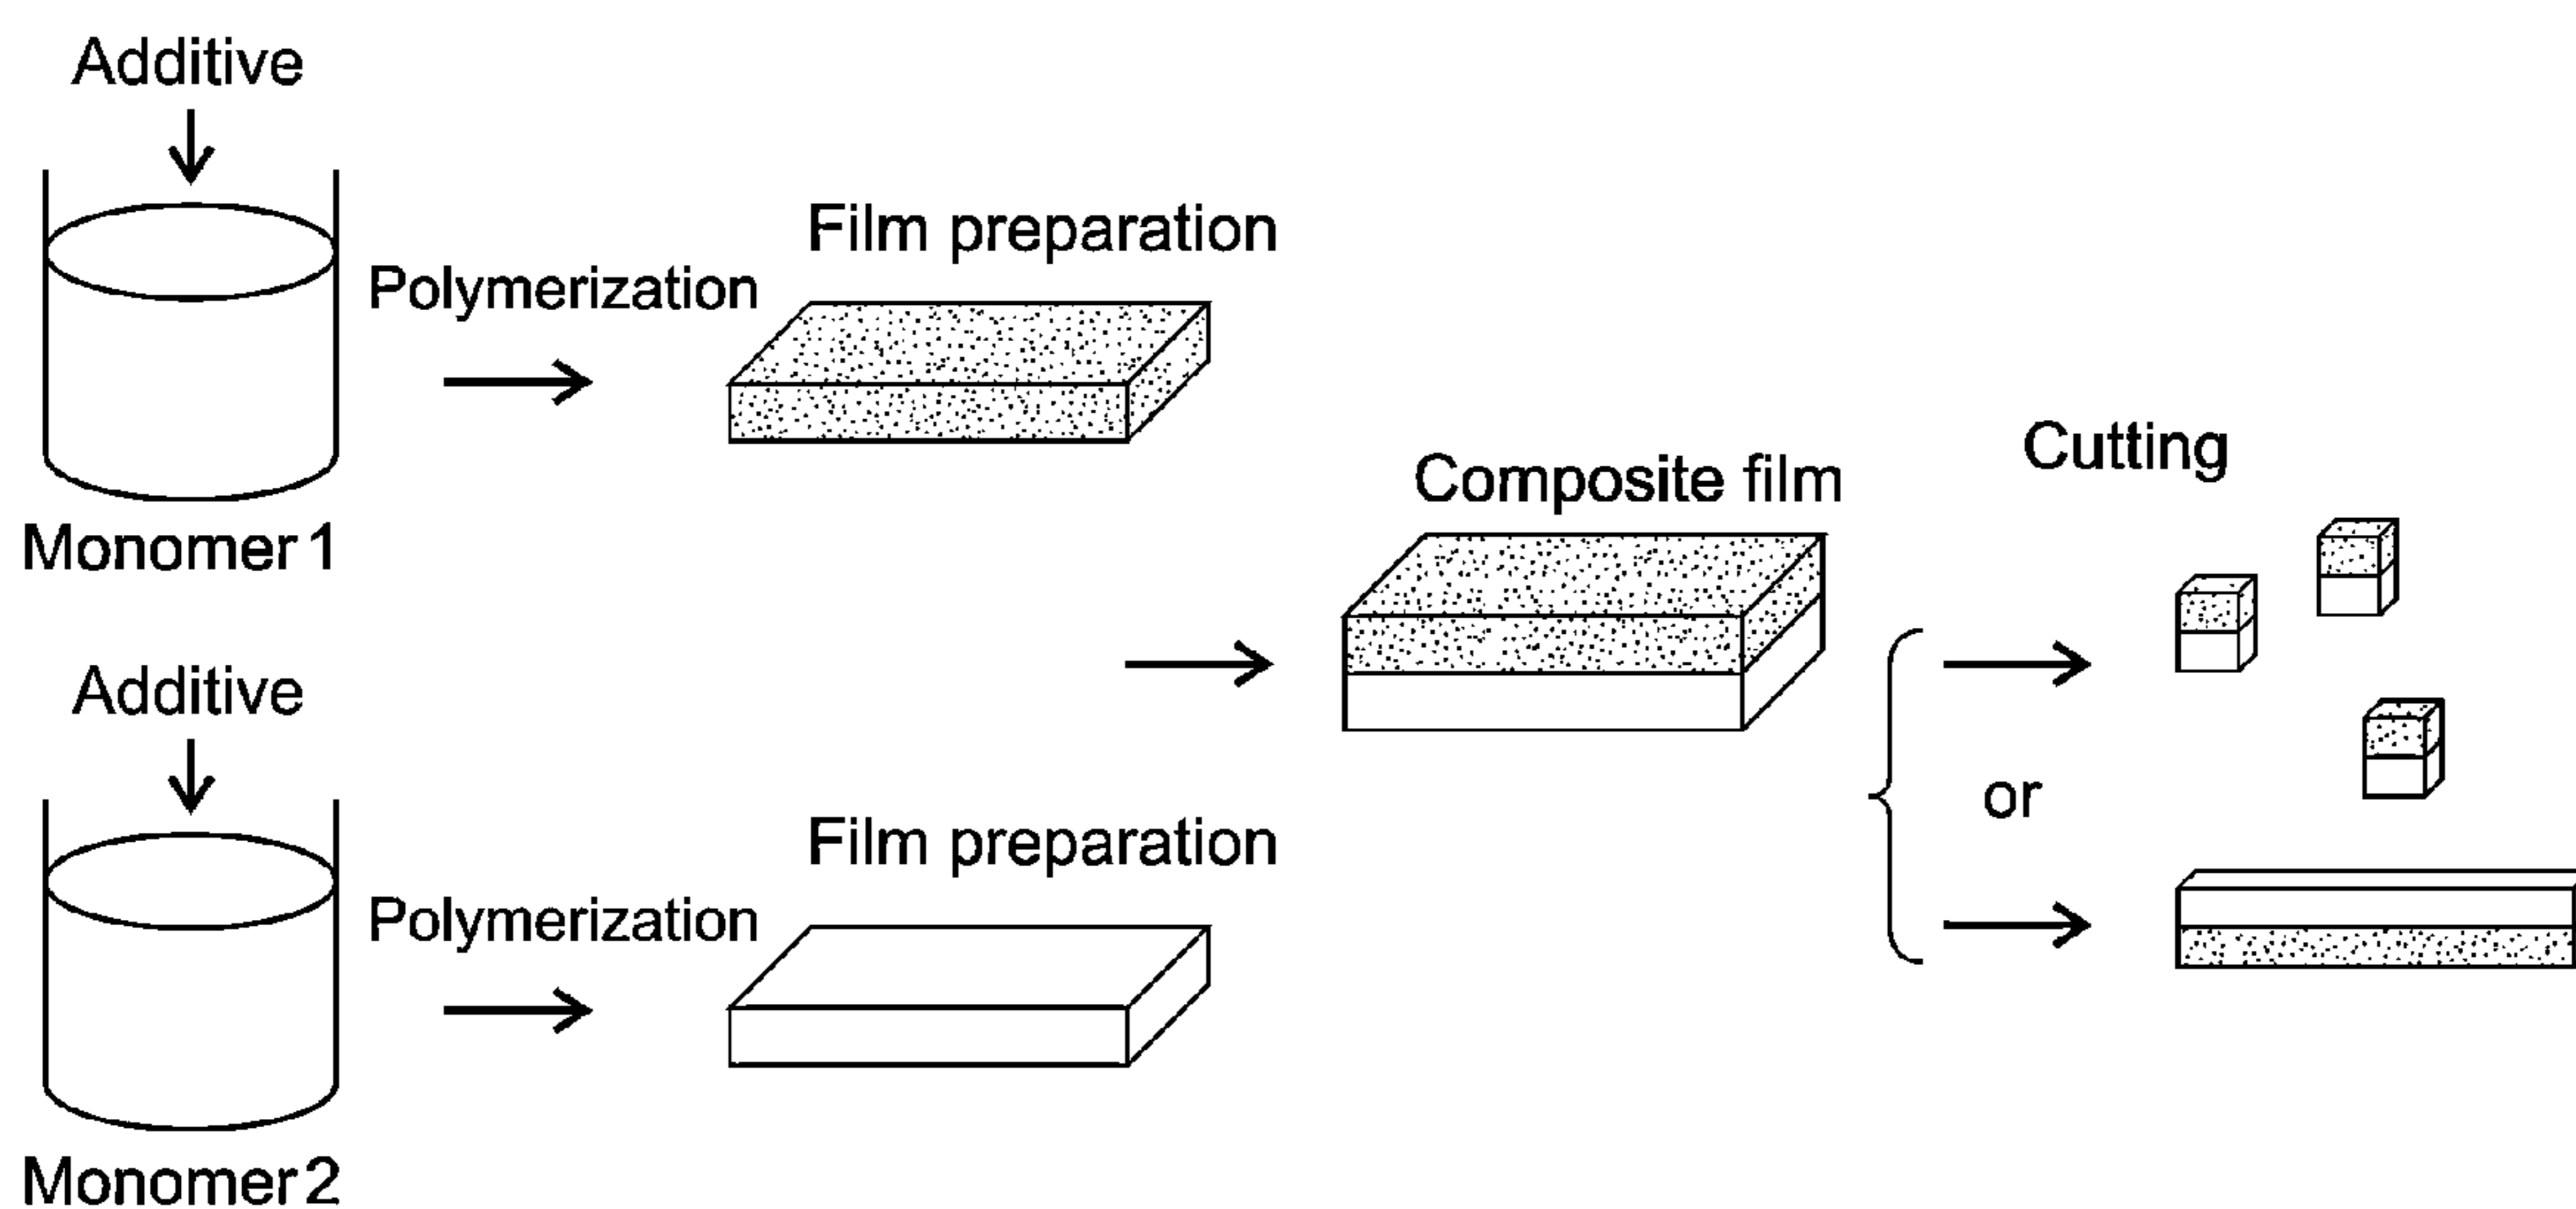 Additive
Monomer 1
Polymerization
Film preparation
Additive
Monomer 2
Polymerization
Film preparation
Composite film
Cutting
or